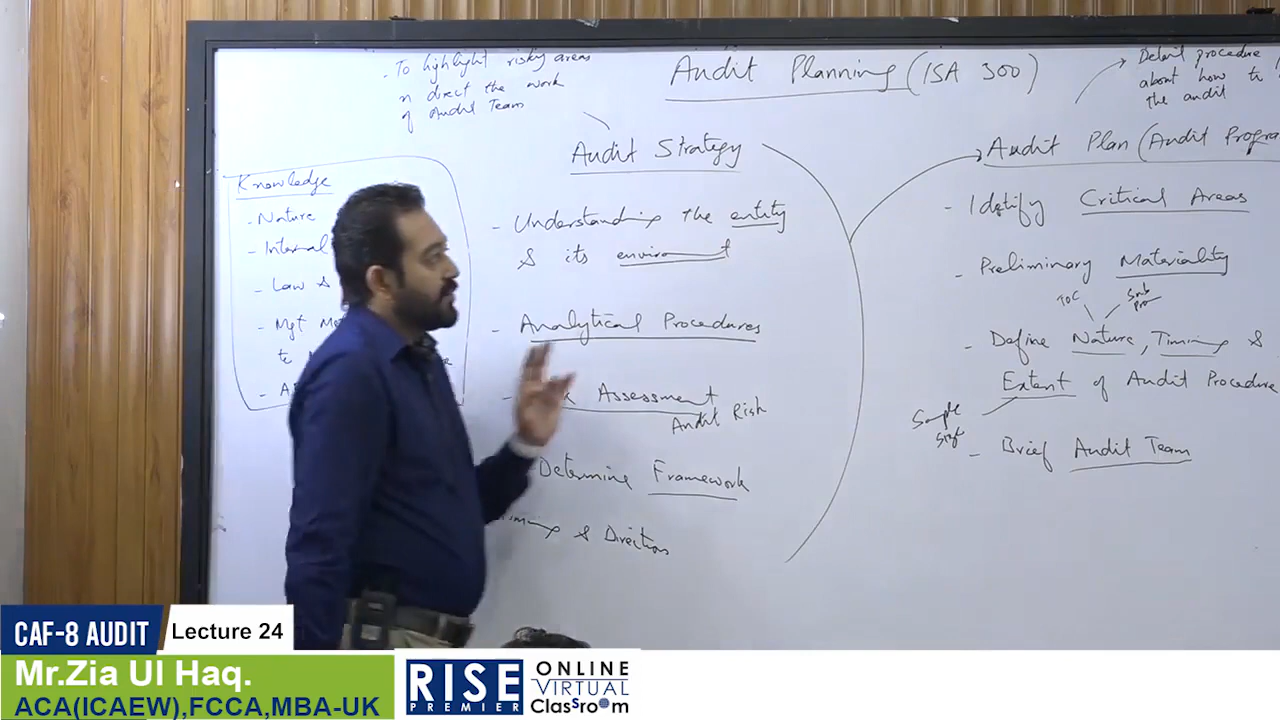 Audit Planning (ISA 300)
- To highlight risky areas
n direct the work
of Audit Team
Audit Strategy
Knowledge
- Nature
- Internal
- Law &
- Mgt
te
- Understanding the entity
& its environment
- Analytical Procedures
Assessment
Audit Risk
Determine Framework
Timing & Direction
Detail procedure
about how to
the audit
Audit Plan (Audit Progra
- Identify Critical Areas
- Preliminary Materiality
TOC
Sub
Pro
- Define Nature, Timing &
Extent of Audit Procedure
Sample
size
- Brief Audit Team
CAF-8 AUDIT
Lecture 24
Mr.Zia Ul Haq.
ACA(ICAEW),FCCA,MBA-UK
RISE
PREMIER
ONLINE
VIRTUAL
Classroom